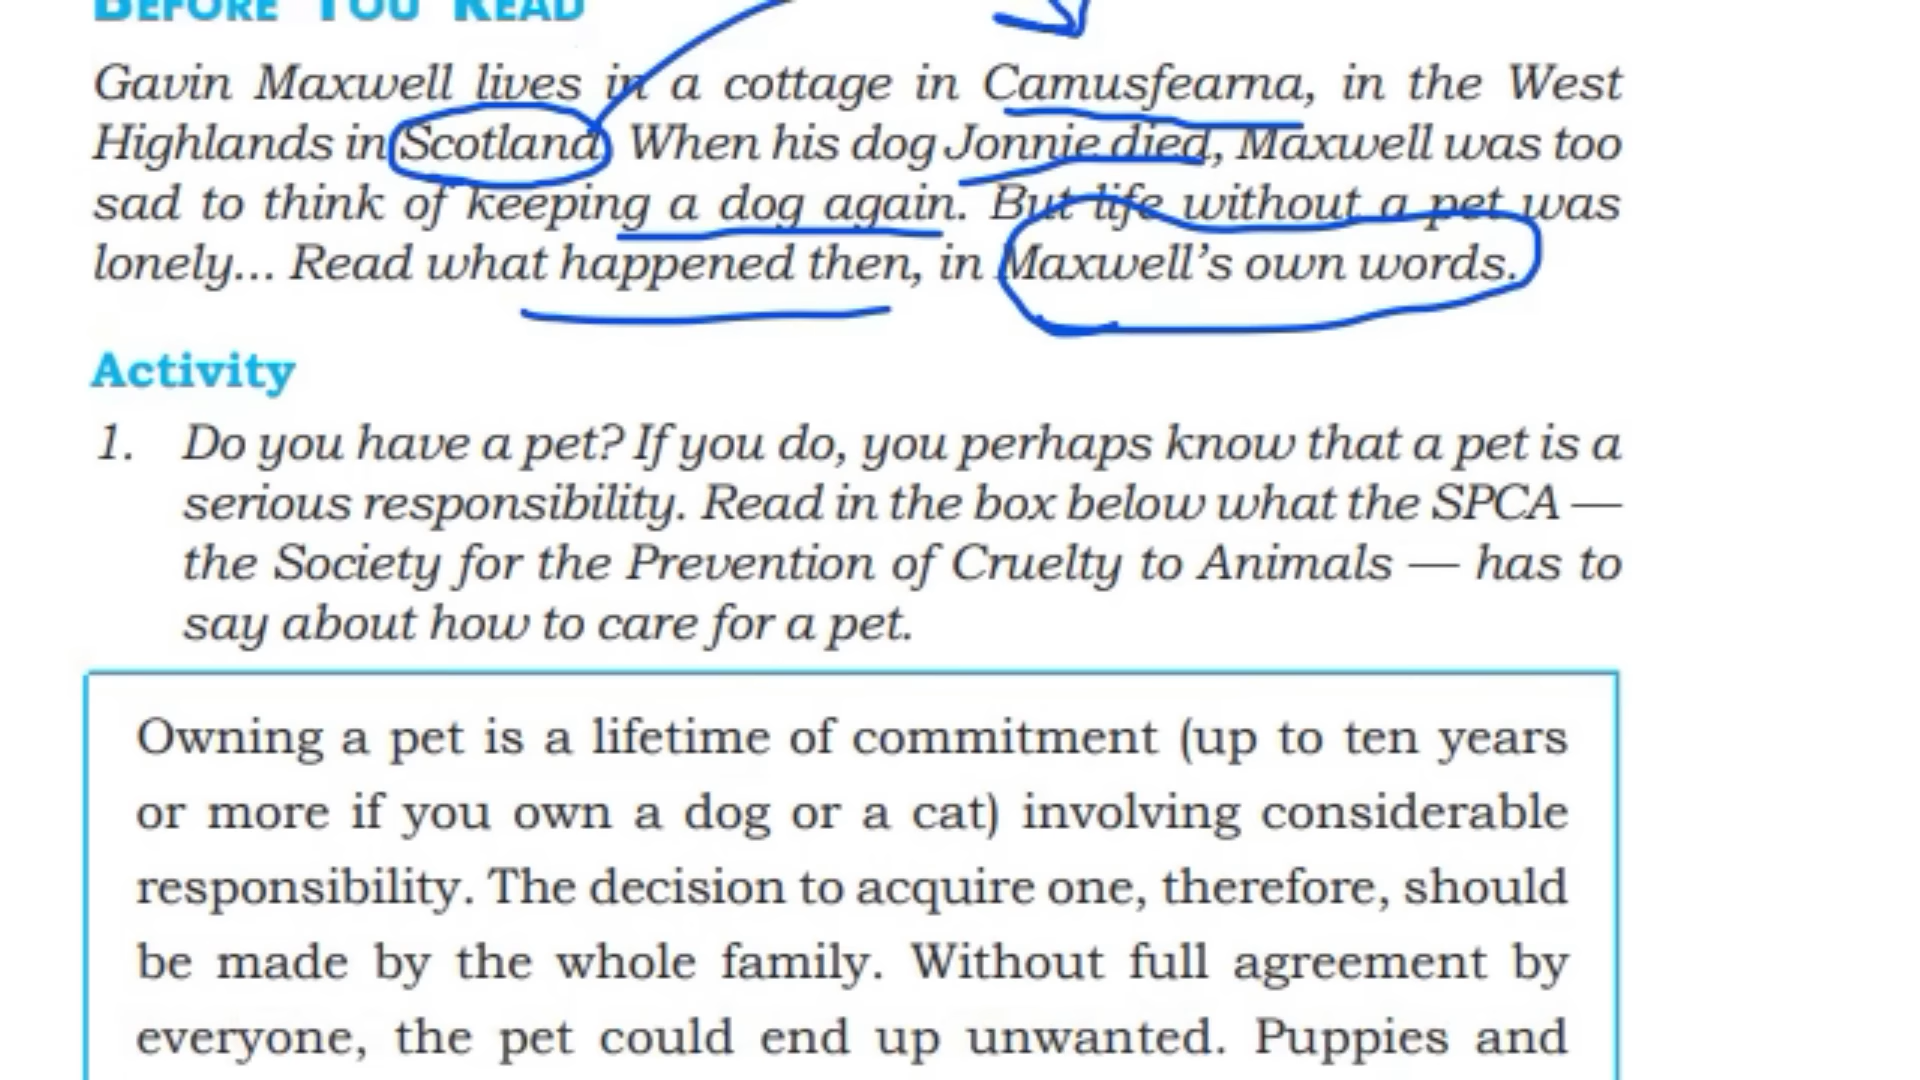 BEFORE YOU READ
Gavin Maxwell lives in a cottage in Camusfearna, in the West
Highlands in Scotland. When his dog Jonnie died, Maxwell was too
sad to think of keeping a dog again. But life without a pet was
lonely... Read what happened then, in Maxwell's own words.
Activity
1. Do you have a pet? If you do, you perhaps know that a pet is a
serious responsibility. Read in the box below what the SPCA —
the Society for the Prevention of Cruelty to Animals — has to
say about how to care for a pet.
Owning a pet is a lifetime of commitment (up to ten years
or more if you own a dog or a cat) involving considerable
responsibility. The decision to acquire one, therefore, should
be made by the whole family. Without full agreement by
everyone, the pet could end up unwanted. Puppies and